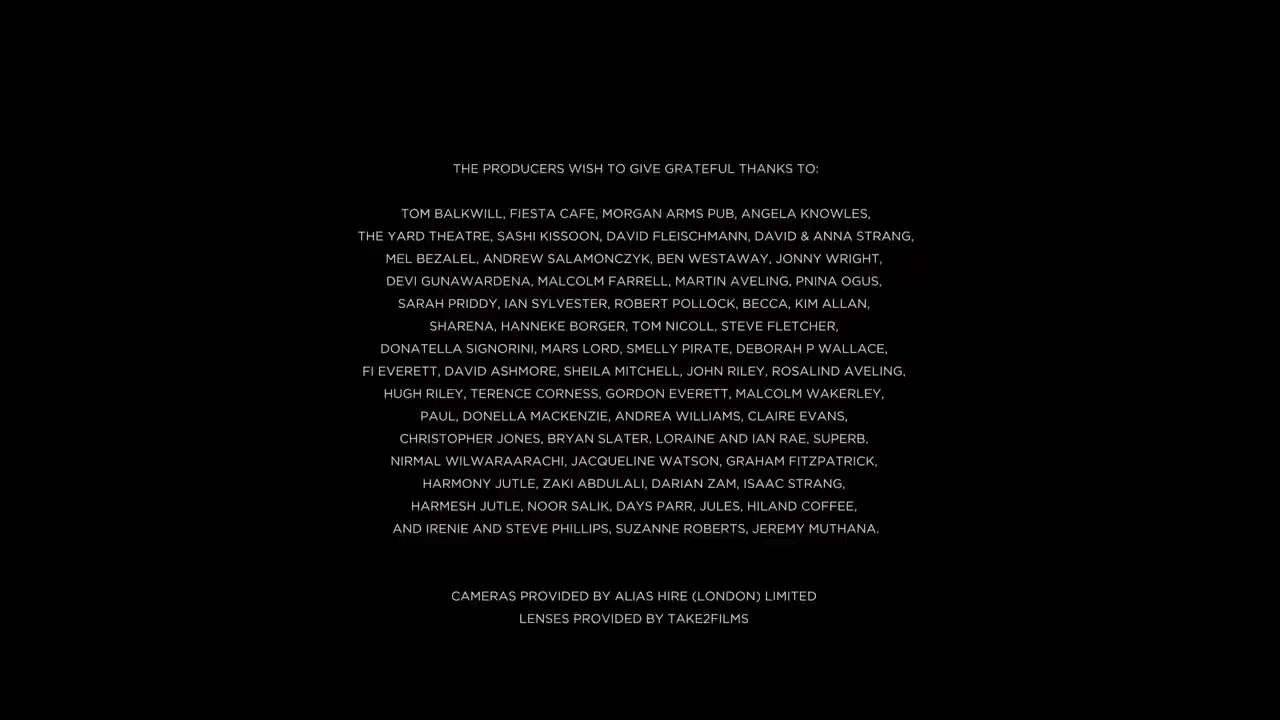 THE PRODUCERS WISH TO GIVE GRATEFUL THANKS TO:
TOM BALKWILL, FIESTA CAFE, MORGAN ARMS PUB, ANGELA KNOWLES,
THE YARD THEATRE, SASHI KISSOON, DAVID FLEISCHMANN, DAVID & ANNA STRANG,
MEL BEZALEL, ANDREW SALAMONCZYK, BEN WESTAWAY, JONNY WRIGHT,
DEVI GUNAWARDENA, MALCOLM FARRELL, MARTIN AVELING, PNINA OGUS,
SARAH PRIDDY, IAN SYLVESTER, ROBERT POLLOCK, BECCA, KIM ALLAN,
SHARENA, HANNEKE BORGER, TOM NICOLL, STEVE FLETCHER,
DONATELLA SIGNORINI, MARS LORD, SMELLY PIRATE, DEBORAH P WALLACE,
FI EVERETT, DAVID ASHMORE, SHEILA MITCHELL, JOHN RILEY, ROSALIND AVELING,
HUGH RILEY, TERENCE CORNESS, GORDON EVERETT, MALCOLM WAKERLEY,
PAUL, DONELLA MACKENZIE, ANDREA WILLIAMS, CLAIRE EVANS,
CHRISTOPHER JONES, BRYAN SLATER, LORAINE AND IAN RAE, SUPERB,
NIRMAL WILWARAARACHI, JACQUELINE WATSON, GRAHAM FITZPATRICK,
HARMONY JUTLE, ZAKI ABDULALI, DARIAN ZAM, ISAAC STRANG,
HARMESH JUTLE, NOOR SALIK, DAYS PARR, JULES, HILAND COFFEE,
AND IRENIE AND STEVE PHILLIPS, SUZANNE ROBERTS, JEREMY MUTHANA.
CAMERAS PROVIDED BY ALIAS HIRE (LONDON) LIMITED
LENSES PROVIDED BY TAKE2FILMS